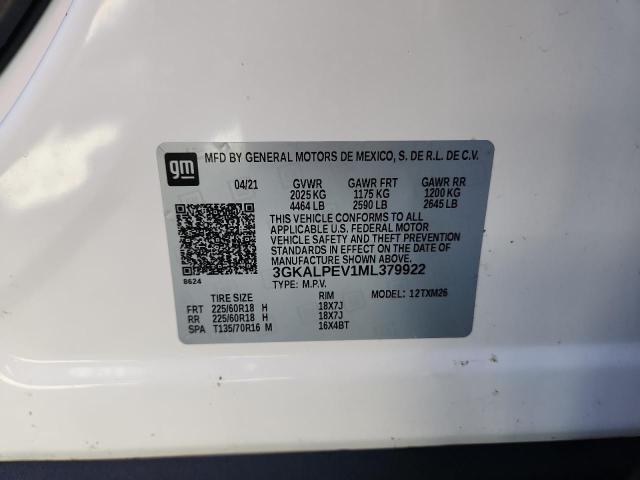 gm MFD BY GENERAL MOTORS DE MEXICO, S. DE R.L. DE C.V.
04/21 GVWR GAWR FRT GAWR RR
2025 KG 1175 KG 1200 KG
4464 LB 2590 LB 2645 LB
THIS VEHICLE CONFORMS TO ALL
APPLICABLE U.S. FEDERAL MOTOR
VEHICLE SAFETY AND THEFT PREVENTION
STANDARDS IN EFFECT ON THE DATE OF
MANUFACTURE SHOWN ABOVE.
3GKALPEV1ML379922
8624 TYPE: M.P.V.
TIRE SIZE RIM MODEL: 12TXM26
FRT 225/60R18 H 18X7J
RR 225/60R18 H 18X7J
SPA T135/70R16 M 16X4BT